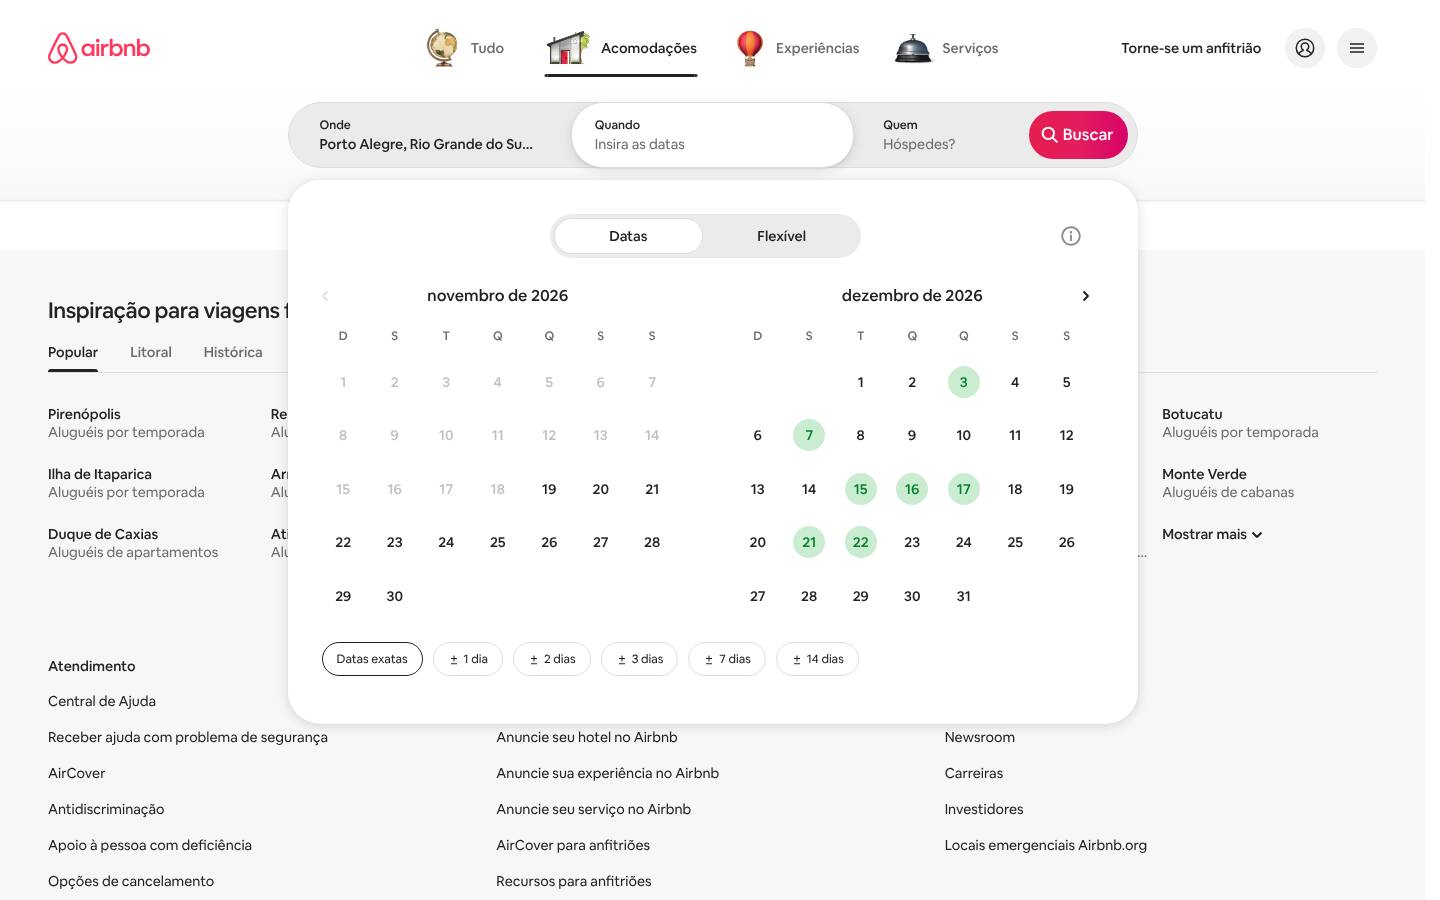 airbnb
Tudo
Acomodações
Experiências
Serviços
Torne-se um anfitrião
Onde
Porto Alegre, Rio Grande do Su...
Quando
Insira as datas
Quem
Hóspedes?
Buscar
Datas
Flexível
novembro de 2026
D S T Q Q S S
1 2 3 4 5 6 7
8 9 10 11 12 13 14
15 16 17 18 19 20 21
22 23 24 25 26 27 28
29 30
dezembro de 2026
D S T Q Q S S
1 2 3 4 5
6 7 8 9 10 11 12
13 14 15 16 17 18 19
20 21 22 23 24 25 26
27 28 29 30 31
Datas exatas
± 1 dia
± 2 dias
± 3 dias
± 7 dias
± 14 dias
Inspiração para viagens
Popular
Litoral
Histórica
Pirenópolis
Aluguéis por temporada
Ilha de Itaparica
Aluguéis por temporada
Duque de Caxias
Aluguéis de apartamentos
Botucatu
Aluguéis por temporada
Monte Verde
Aluguéis de cabanas
Mostrar mais
Atendimento
Central de Ajuda
Receber ajuda com problema de segurança
AirCover
Antidiscriminação
Apoio à pessoa com deficiência
Opções de cancelamento
Anuncie seu hotel no Airbnb
Anuncie sua experiência no Airbnb
Anuncie seu serviço no Airbnb
AirCover para anfitriões
Recursos para anfitriões
Newsroom
Carreiras
Investidores
Locais emergenciais Airbnb.org